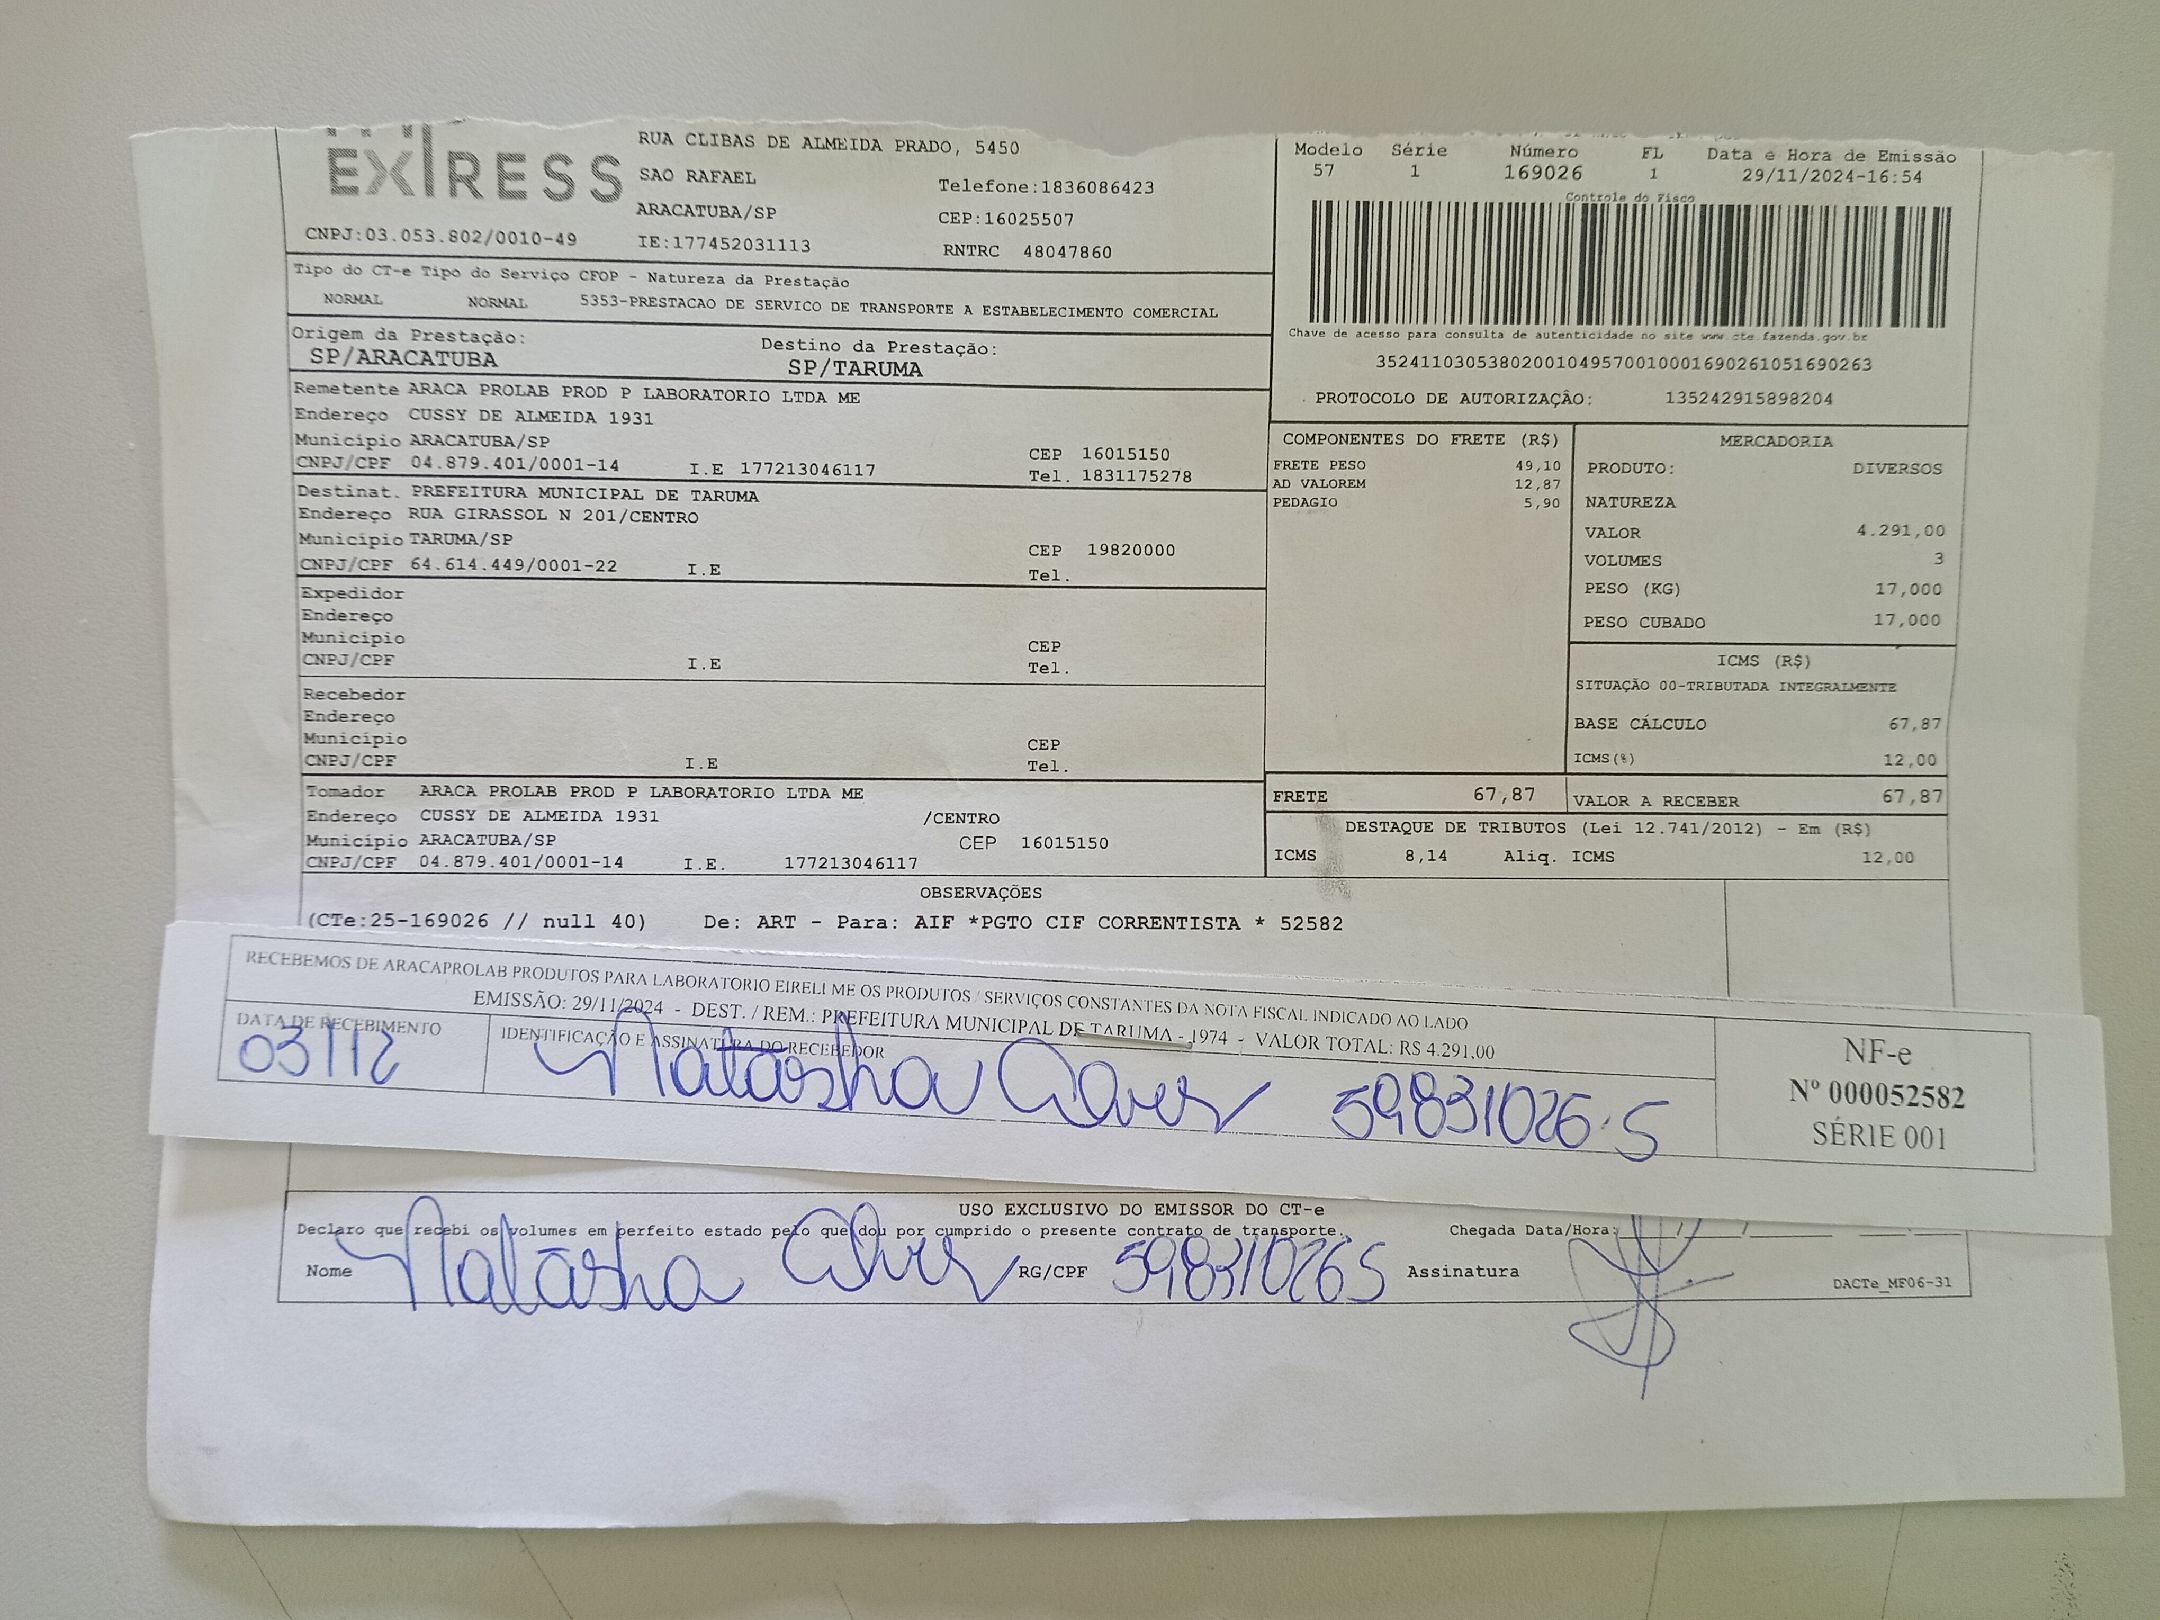 EXIRESS
RUA CLIBAS DE ALMEIDA PRADO, 5450
SAO RAFAEL
Telefone:1836086423
ARACATUBA/SP
CEP:16025507
CNPJ:03.053.802/0010-49
IE:177452031113
RNTRC 48047860
Modelo Série Número FL Data e Hora de Emissão
57 1 169026 1 29/11/2024-16:54
Controle do Fisco
Chave de acesso para consulta de autenticidade no site www.cte.fazenda.gov.br
35241103053802001049570010001690261051690263
PROTOCOLO DE AUTORIZAÇÂO: 135242915898204
Tipo do CT-e Tipo do Serviço CFOP - Natureza da Prestação
NORMAL NORMAL 5353-PRESTACAO DE SERVICO DE TRANSPORTE A ESTABELECIMENTO COMERCIAL
Origem da Prestação: Destino da Prestação:
SP/ARACATUBA SP/TARUMA
Remetente ARACA PROLAB PROD P LABORATORIO LTDA ME
Endereço CUSSY DE ALMEIDA 1931
Município ARACATUBA/SP CEP 16015150
CNPJ/CPF 04.879.401/0001-14 I.E 177213046117 Tel. 1831175278
Destinat. PREFEITURA MUNICIPAL DE TARUMA
Endereço RUA GIRASSOL N 201/CENTRO
Município TARUMA/SP CEP 19820000
CNPJ/CPF 64.614.449/0001-22 I.E Tel.
Expedidor
Endereço
Município CEP
CNPJ/CPF I.E Tel.
Recebedor
Endereço
Município CEP
CNPJ/CPF I.E Tel.
Tomador ARACA PROLAB PROD P LABORATORIO LTDA ME
Endereço CUSSY DE ALMEIDA 1931 /CENTRO
Município ARACATUBA/SP CEP 16015150
CNPJ/CPF 04.879.401/0001-14 I.E. 177213046117
COMPONENTES DO FRETE (R$)
FRETE PESO 49,10
AD VALOREM 12,87
PEDAGIO 5,90
MERCADORIA
PRODUTO: DIVERSOS
NATUREZA
VALOR 4.291,00
VOLUMES 3
PESO (KG) 17,000
PESO CUBADO 17,000
ICMS (R$)
SITUAÇÃO 00-TRIBUTADA INTEGRALMENTE
BASE CÁLCULO 67,87
ICMS(%) 12,00
FRETE 67,87 VALOR A RECEBER 67,87
DESTAQUE DE TRIBUTOS (Lei 12.741/2012) - Em (R$)
ICMS 8,14 Aliq. ICMS 12,00
OBSERVAÇÕES
(CTe:25-169026 // null 40) De: ART - Para: AIF *PGTO CIF CORRENTISTA * 52582
RECEBEMOS DE ARACAPROLAB PRODUTOS PARA LABORATORIO EIRELI ME OS PRODUTOS / SERVIÇOS CONSTANTES DA NOTA FISCAL INDICADO AO LADO
EMISSÃO: 29/11/2024 - DEST. / REM.: PREFEITURA MUNICIPAL DE TARUMA - 1974 - VALOR TOTAL: R$ 4.291,00
DATA DE RECEBIMENTO IDENTIFICAÇÃO E ASSINATURA DO RECEBEDOR
03/12 Natasha Alves 59831026-5
NF-e
Nº 000052582
SÉRIE 001
USO EXCLUSIVO DO EMISSOR DO CT-e
Declaro que recebi os volumes em perfeito estado pelo que dou por cumprido o presente contrato de transporte. Chegada Data/Hora: / /
Nome Natasha Alves RG/CPF 598310265 Assinatura
DACTe_MF06-31